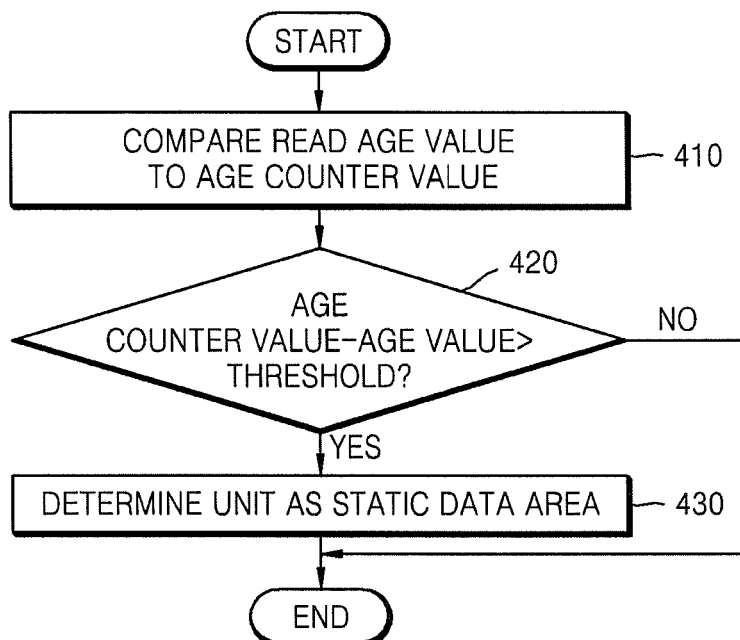 START
COMPARE READ AGE VALUE
TO AGE COUNTER VALUE
410
420
AGE
COUNTER VALUE-AGE VALUE>
THRESHOLD?
NO
YES
DETERMINE UNIT AS STATIC DATA AREA
430
END